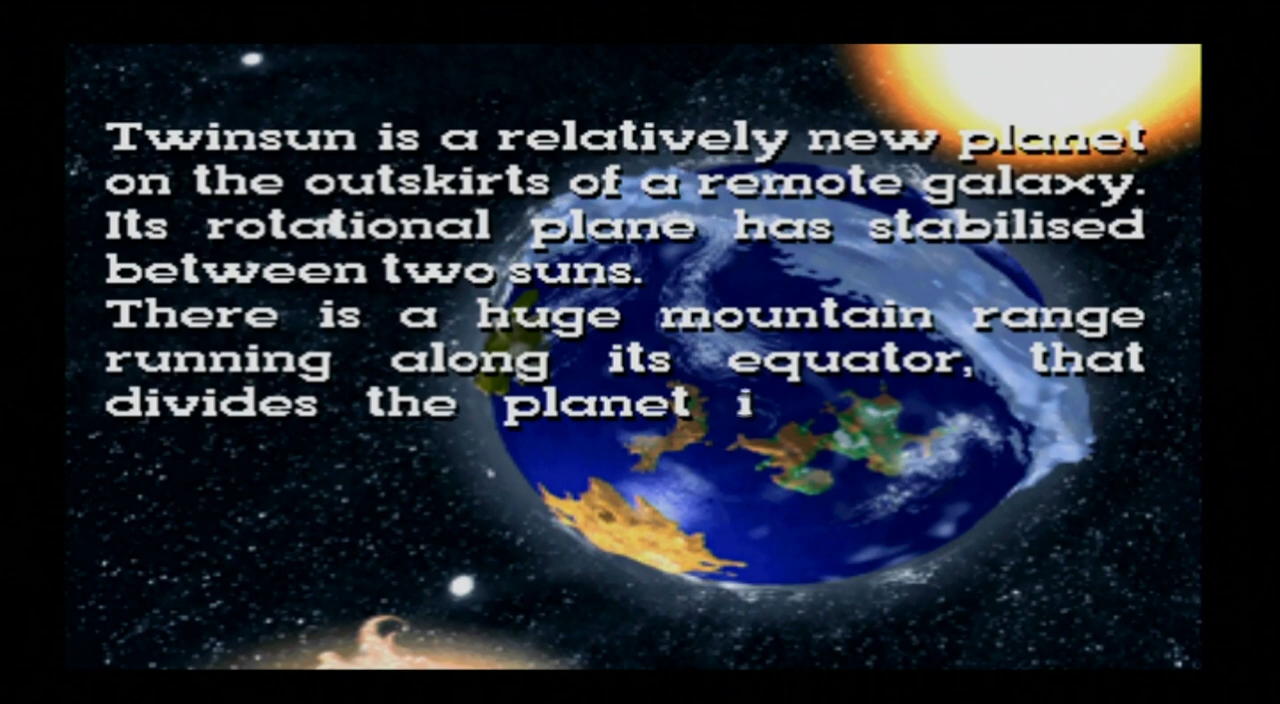 Twinsun is a relatively new planet
on the outskirts of a remote galaxy.
Its rotational plane has stabilised
between two suns.
There is a huge mountain range
running along its equator, that
divides the planet i